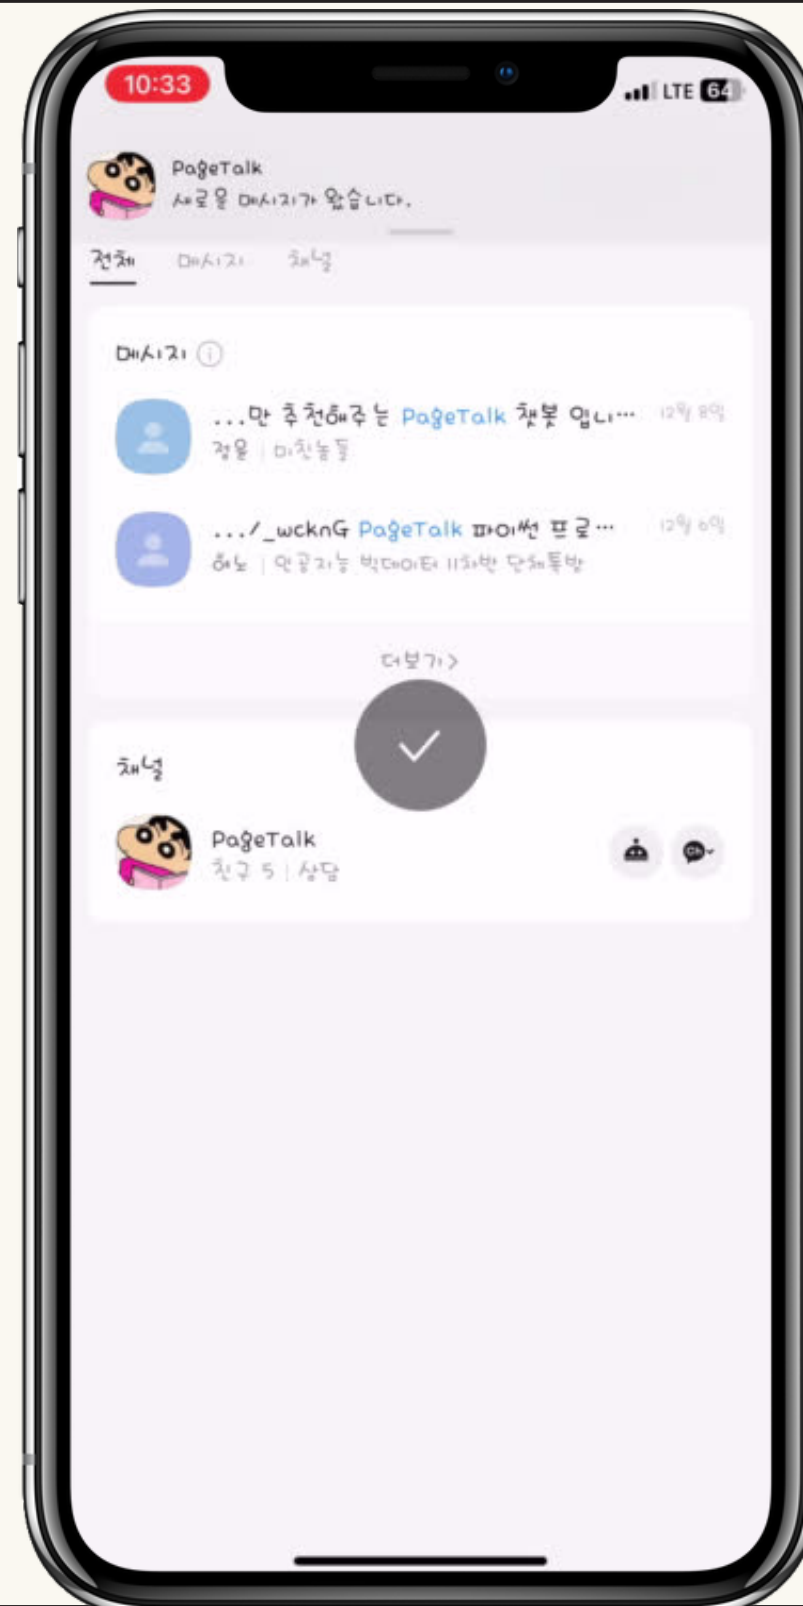 10:33
LTE 64
PageTalk
새로운 메시지가 왔습니다.
전체 메시지 채널
메시지
...만 추천해주는 PageTalk 챗봇 입니... 12월 8일
정윤 | 미친놈들
.../_wcknG PageTalk 파이썬 프로... 12월 6일
한노 | 인공지능 빅데이터 11차반 단체톡방
더보기 >
채널
PageTalk
친구 5 | 상담
Ch